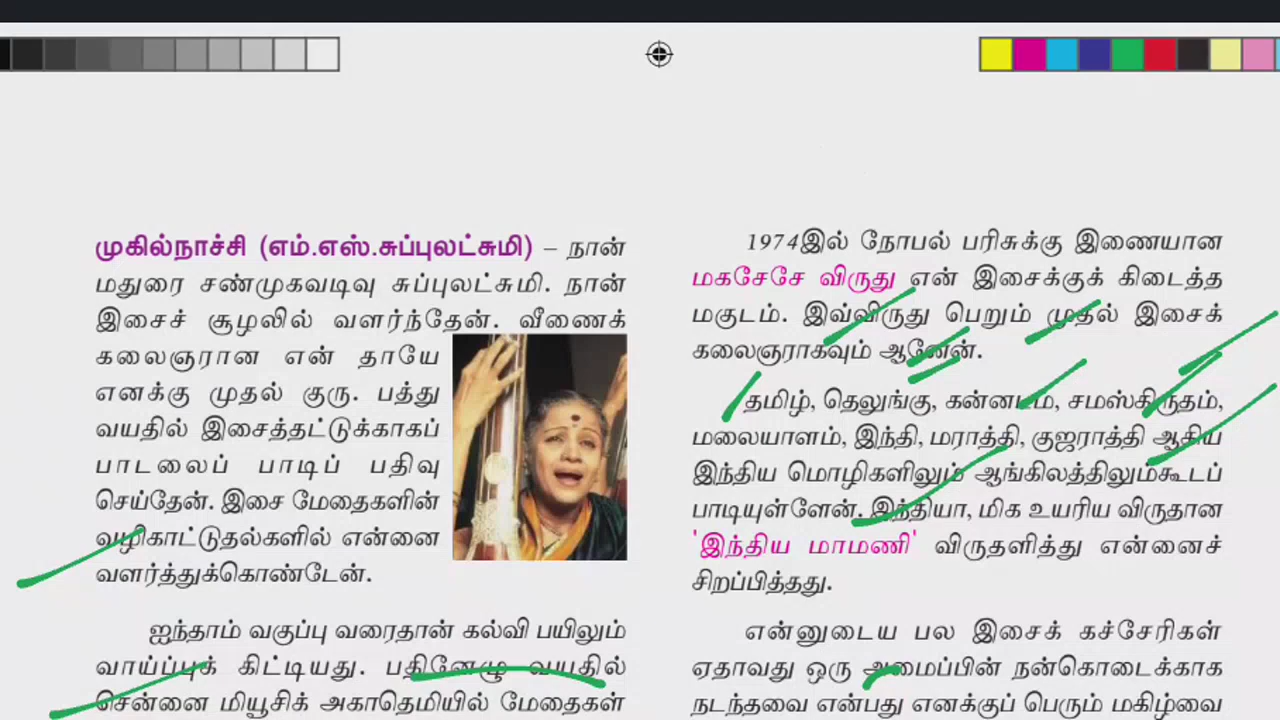 முகில்நாச்சி (எம்.எஸ்.சுப்புலட்சுமி) – நான்
மதுரை சண்முகவடிவு சுப்புலட்சுமி. நான்
இசைச் சூழலில் வளர்ந்தேன். வீணைக்
கலைஞரான என் தாயே
எனக்கு முதல் குரு. பத்து
வயதில் இசைத்தட்டுக்காகப்
பாடலைப் பாடிப் பதிவு
செய்தேன். இசை மேதைகளின்
வழிகாட்டுதல்களில் என்னை
வளர்த்துக்கொண்டேன்.
ஐந்தாம் வகுப்பு வரைதான் கல்வி பயிலும்
வாய்ப்புக் கிட்டியது. பதினேழு வயதில்
சென்னை மியூசிக் அகாதெமியில் மேதைகள்
1974இல் நோபல் பரிசுக்கு இணையான
மகசேசே விருது என் இசைக்குக் கிடைத்த
மகுடம். இவ்விருது பெறும் முதல் இசைக்
கலைஞராகவும் ஆனேன்.
தமிழ், தெலுங்கு, கன்னடம், சமஸ்கிருதம்,
மலையாளம், இந்தி, மராத்தி, குஜராத்தி ஆகிய
இந்திய மொழிகளிலும் ஆங்கிலத்திலும்கூடப்
பாடியுள்ளேன். இந்தியா, மிக உயரிய விருதான
'இந்திய மாமணி' விருதளித்து என்னைச்
சிறப்பித்தது.
என்னுடைய பல இசைக் கச்சேரிகள்
ஏதாவது ஒரு அமைப்பின் நன்கொடைக்காக
நடந்தவை என்பது எனக்குப் பெரும் மகிழ்வை